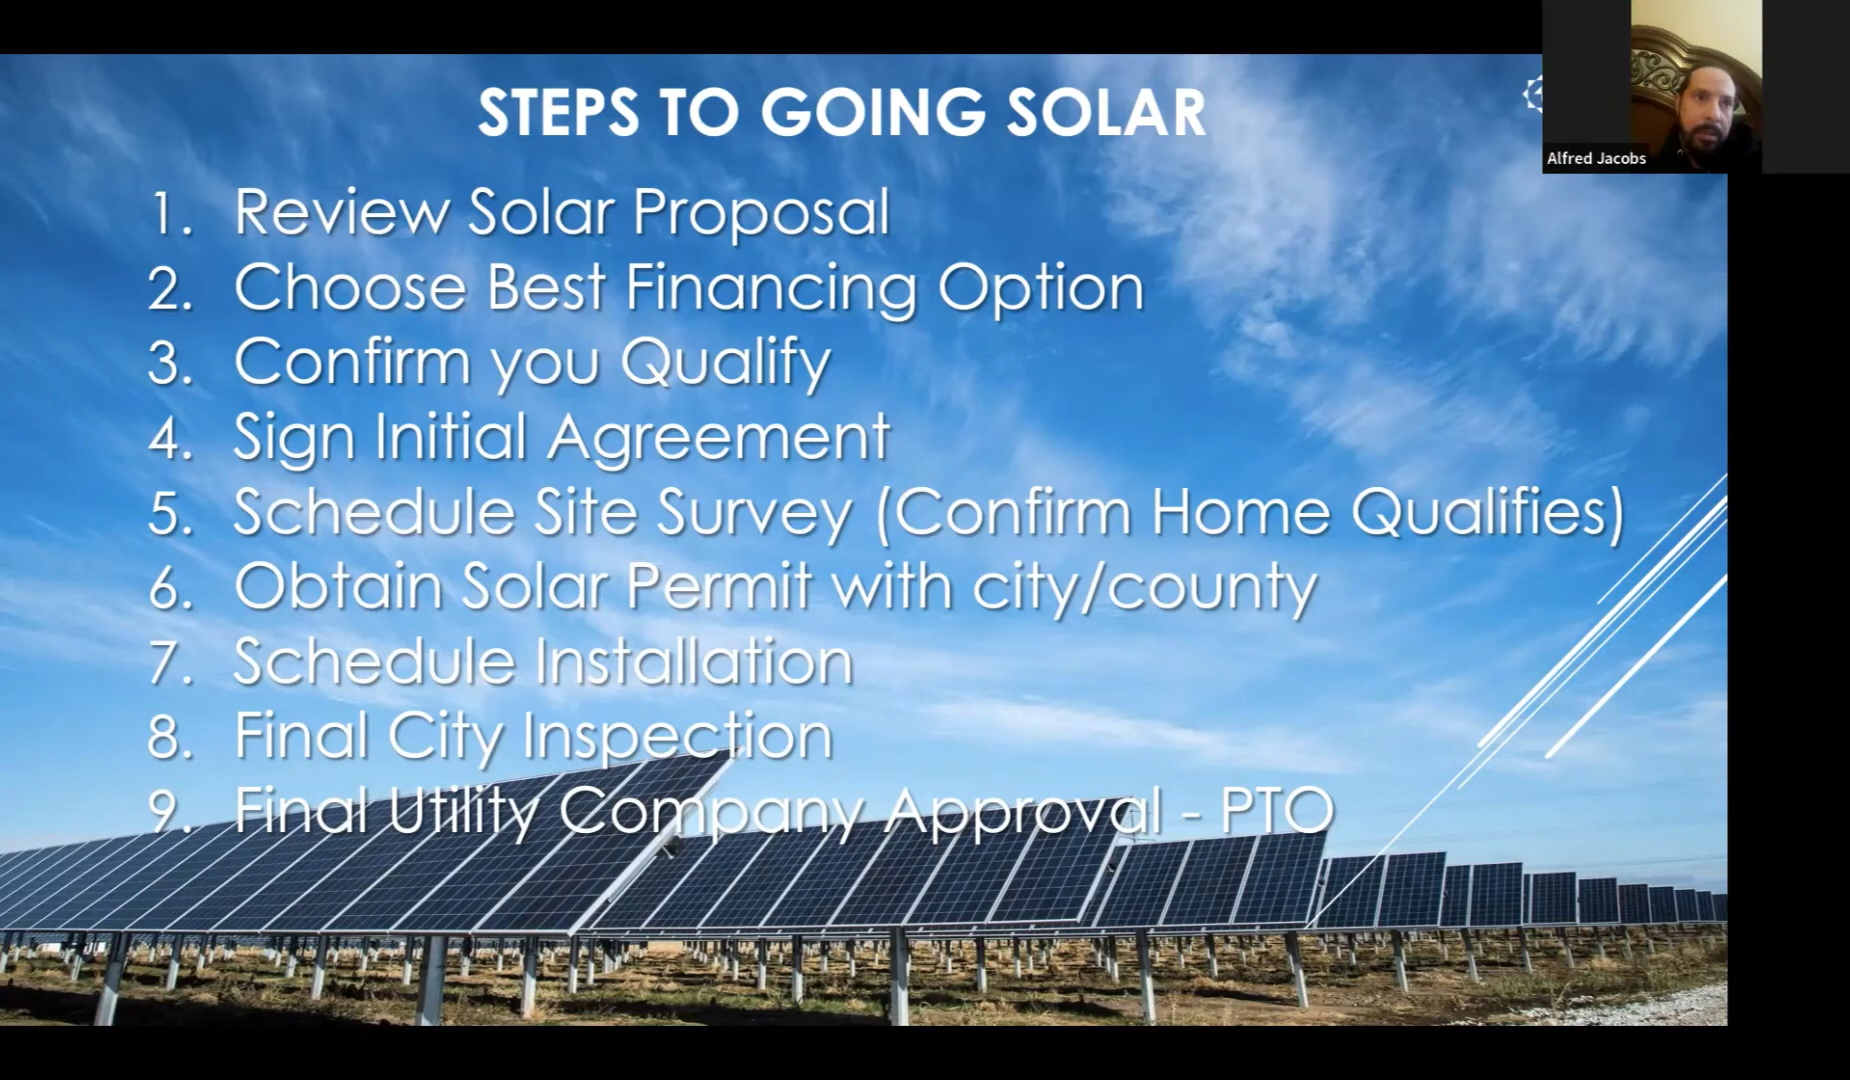 STEPS TO GOING SOLAR
1. Review Solar Proposal
2. Choose Best Financing Option
3. Confirm you Qualify
4. Sign Initial Agreement
5. Schedule Site Survey (Confirm Home Qualifies)
6. Obtain Solar Permit with city/county
7. Schedule Installation
8. Final City Inspection
9. Final Utility Company Approval - PTO
Alfred Jacobs